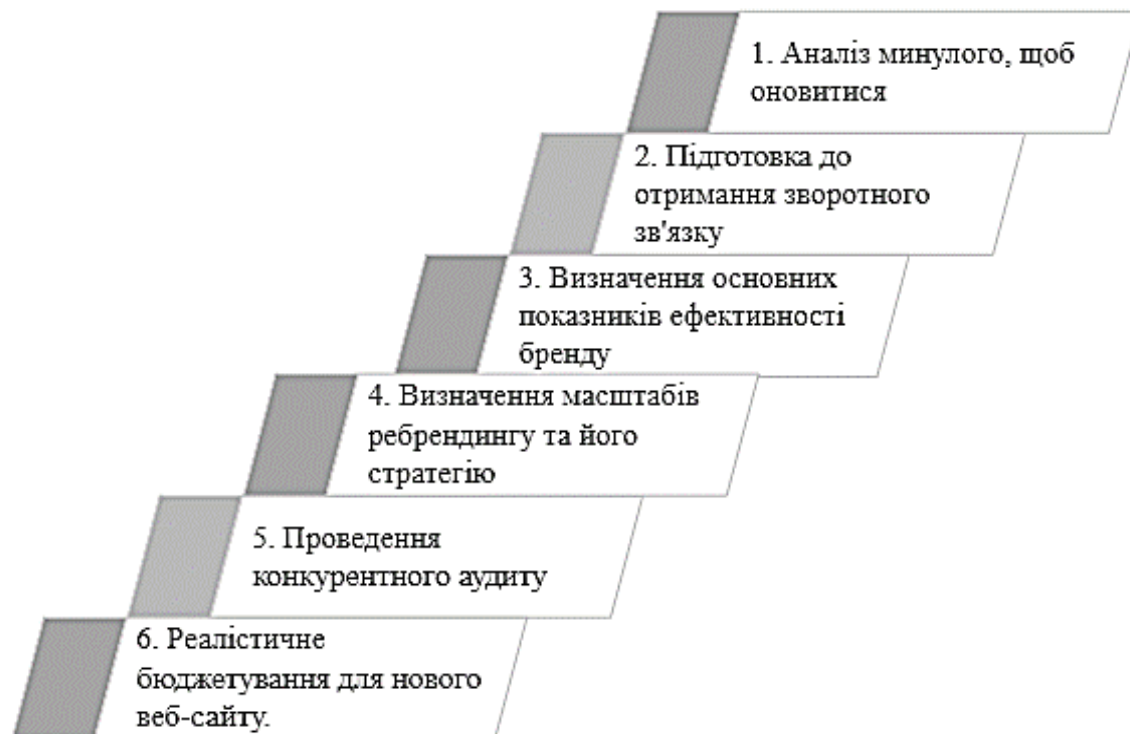 1. Аналіз минулого, щоб
оновитися
2. Підготовка до
отримання зворотного
зв'язку
3. Визначення основних
показників ефективності
бренду
4. Визначення масштабів
ребрендингу та його
стратегію
5. Проведення
конкурентного аудиту
6. Реалістичне
бюджетування для нового
веб-сайту.